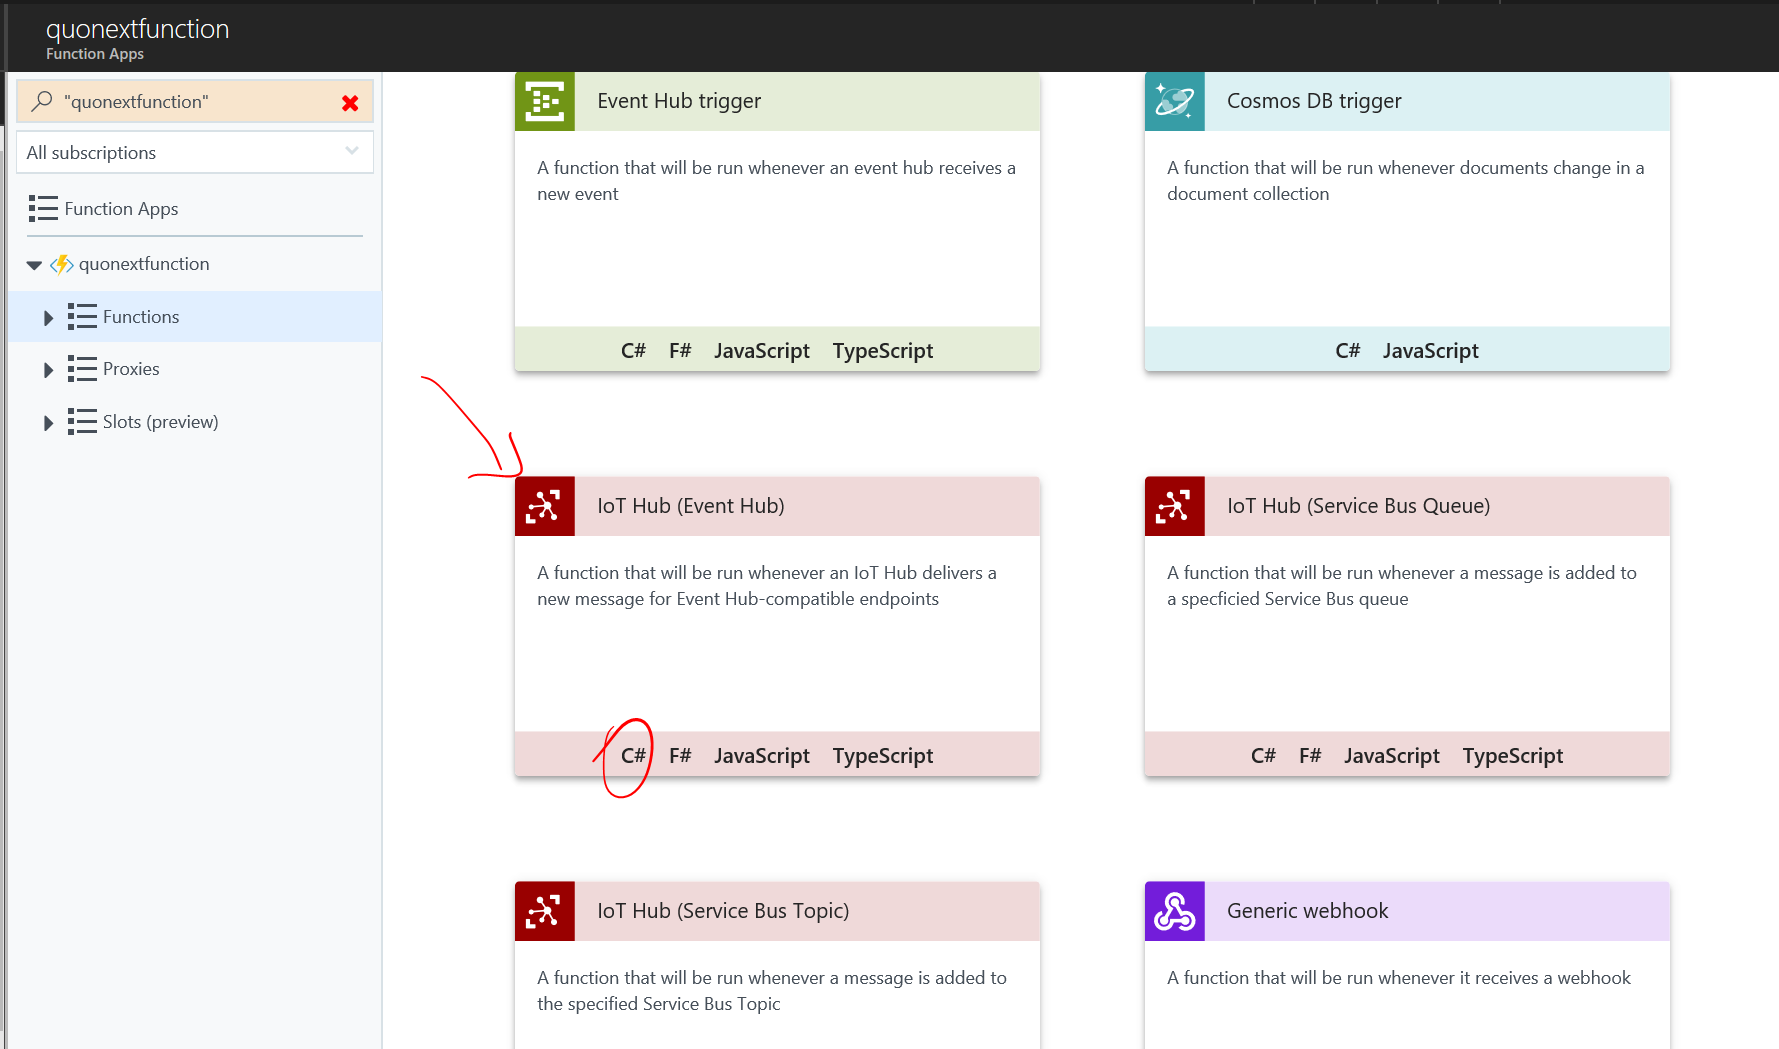 quonextfunction
Function Apps
"quonextfunction"
All subscriptions
Function Apps
quonextfunction
Functions
Proxies
Slots (preview)
Event Hub trigger
A function that will be run whenever an event hub receives a
new event
C# F# JavaScript TypeScript
Cosmos DB trigger
A function that will be run whenever documents change in a
document collection
C# JavaScript
IoT Hub (Event Hub)
A function that will be run whenever an IoT Hub delivers a
new message for Event Hub-compatible endpoints
C# F# JavaScript TypeScript
IoT Hub (Service Bus Queue)
A function that will be run whenever a message is added to
a specficied Service Bus queue
C# F# JavaScript TypeScript
IoT Hub (Service Bus Topic)
A function that will be run whenever a message is added to
the specified Service Bus Topic
Generic webhook
A function that will be run whenever it receives a webhook